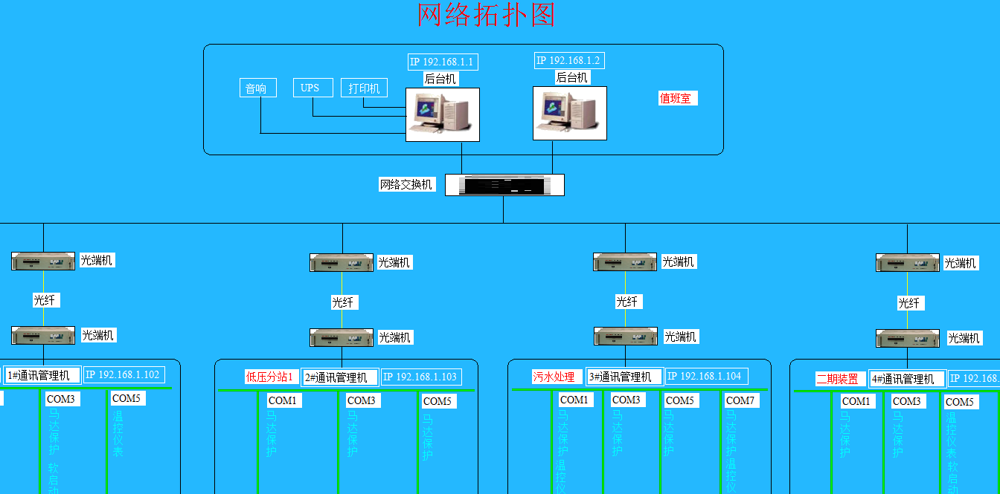 网络拓扑图
IP 192.168.1.1
IP 192.168.1.2
后台机
后台机
音响
UPS
打印机
值班室
网络交换机
光端机
光端机
光端机
光端机
光纤
光纤
光纤
光纤
光端机
光端机
光端机
光端机
1#通讯管理机
IP 192.168.1.102
低压分站1
2#通讯管理机
IP 192.168.1.103
污水处理
3#通讯管理机
IP 192.168.1.104
二期装置
4#通讯管理机
IP 192.168.
COM3
COM5
COM1
COM3
COM5
COM1
COM3
COM5
COM7
COM1
COM3
COM5
马达保护 软启动
温控仪表
马达保护
马达保护
马达保护
马达保护 温控仪
马达保护
马达保护
马达保护 温控仪
马达保护
马达保护
温控仪表 软启动